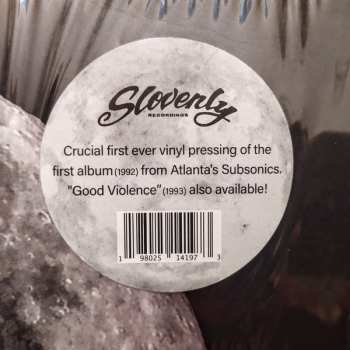 Slovenly
RECORDINGS
Crucial first ever vinyl pressing of the
first album (1992) from Atlanta's Subsonics.
"Good Violence" (1993) also available!
1 98025 14197 3